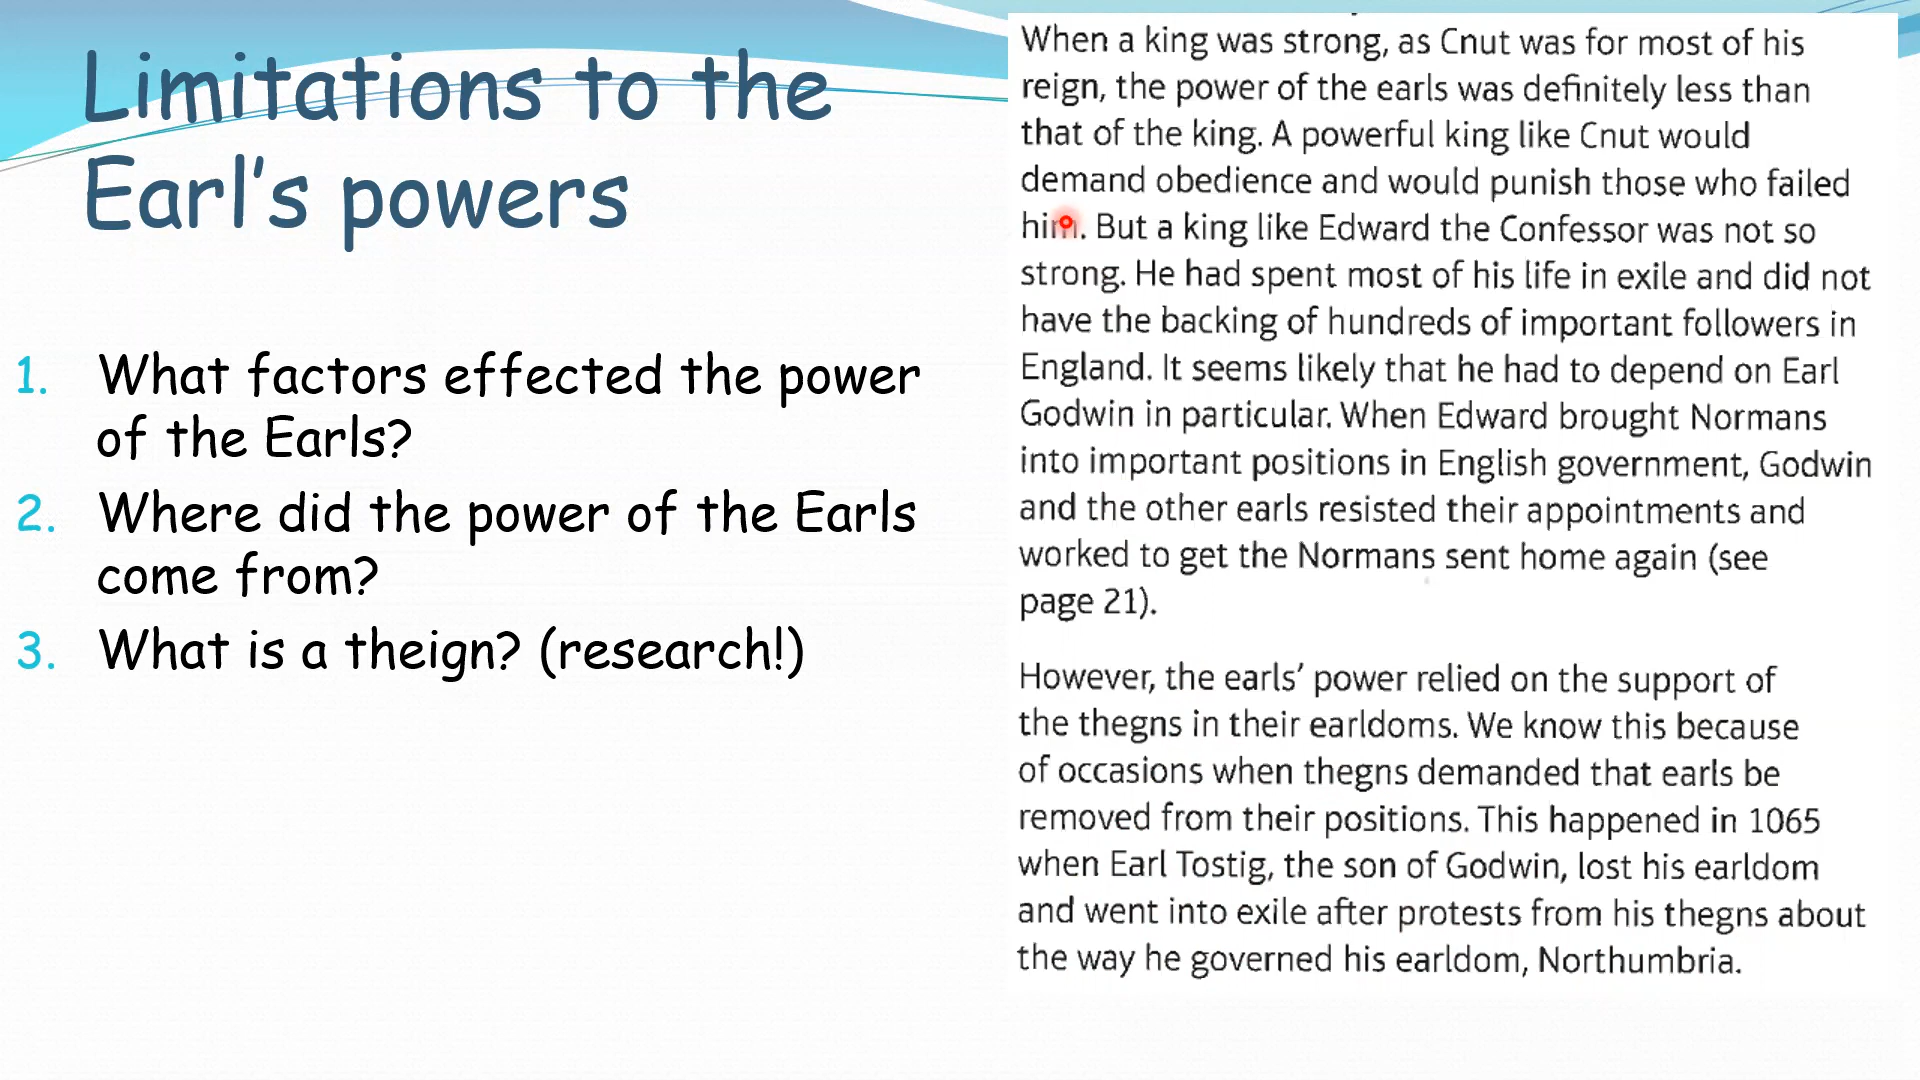 Limitations to the
Earl's powers
1. What factors effected the power
of the Earls?
2. Where did the power of the Earls
come from?
3. What is a theign? (research!)
When a king was strong, as Cnut was for most of his
reign, the power of the earls was definitely less than
that of the king. A powerful king like Cnut would
demand obedience and would punish those who failed
him. But a king like Edward the Confessor was not so
strong. He had spent most of his life in exile and did not
have the backing of hundreds of important followers in
England. It seems likely that he had to depend on Earl
Godwin in particular. When Edward brought Normans
into important positions in English government, Godwin
and the other earls resisted their appointments and
worked to get the Normans sent home again (see
page 21).
However, the earls' power relied on the support of
the thegns in their earldoms. We know this because
of occasions when thegns demanded that earls be
removed from their positions. This happened in 1065
when Earl Tostig, the son of Godwin, lost his earldom
and went into exile after protests from his thegns about
the way he governed his earldom, Northumbria.